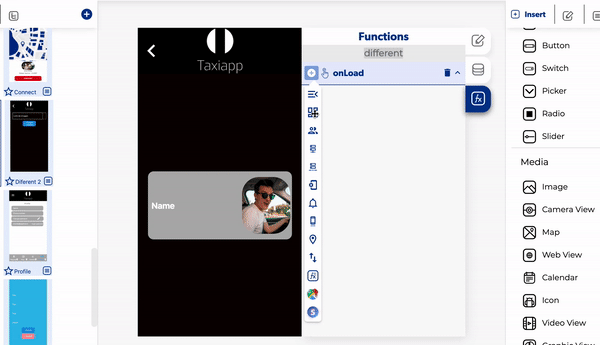 Connect
Diferent 2
Profile
Taxiapp
Name
Functions
different
onLoad
Insert
Button
Switch
Picker
Radio
Slider
Media
Image
Camera View
Map
Web View
Calendar
Icon
Video View